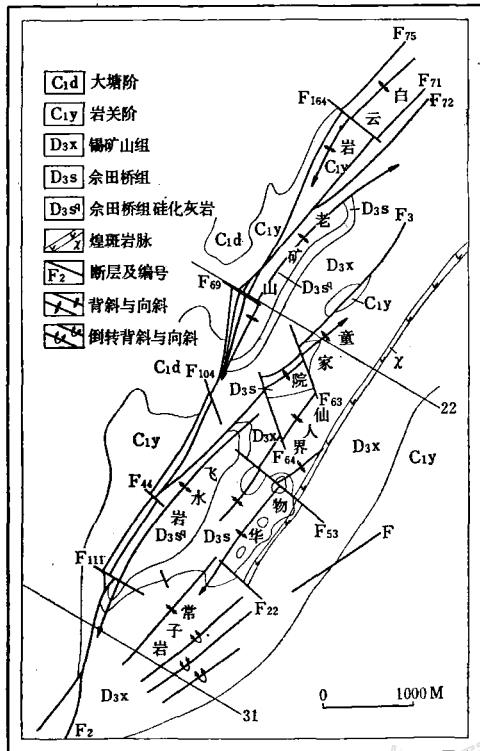 C₁d 大塘阶
C₁y 岩关阶
D₃x 锡矿山组
D₃s 佘田桥组
D₃s^q 佘田桥组硅化灰岩
χ 煌斑岩脉
F₂ 断层及编号
背斜与向斜
倒转背斜与向斜
F₇₅
F₇₁
F₇₂
F₁₆₄
白云岩
C₁y
老矿山
D₃s
F₃
C₁y
C₁d
D₃x
D₃s^q
C₁y
F₆₉
童家院
χ
C₁d
F₁₀₄
D₃s
F₆₃
22
仙人界
D₃x
D₃x
C₁y
F₆₄
C₁y
F₄₄
飞水岩
物华
F₅₃
D₃s^q
D₃s
F
F₁₁₁
F₂₂
常子岩
D₃x
0 1000 M
31
F₂